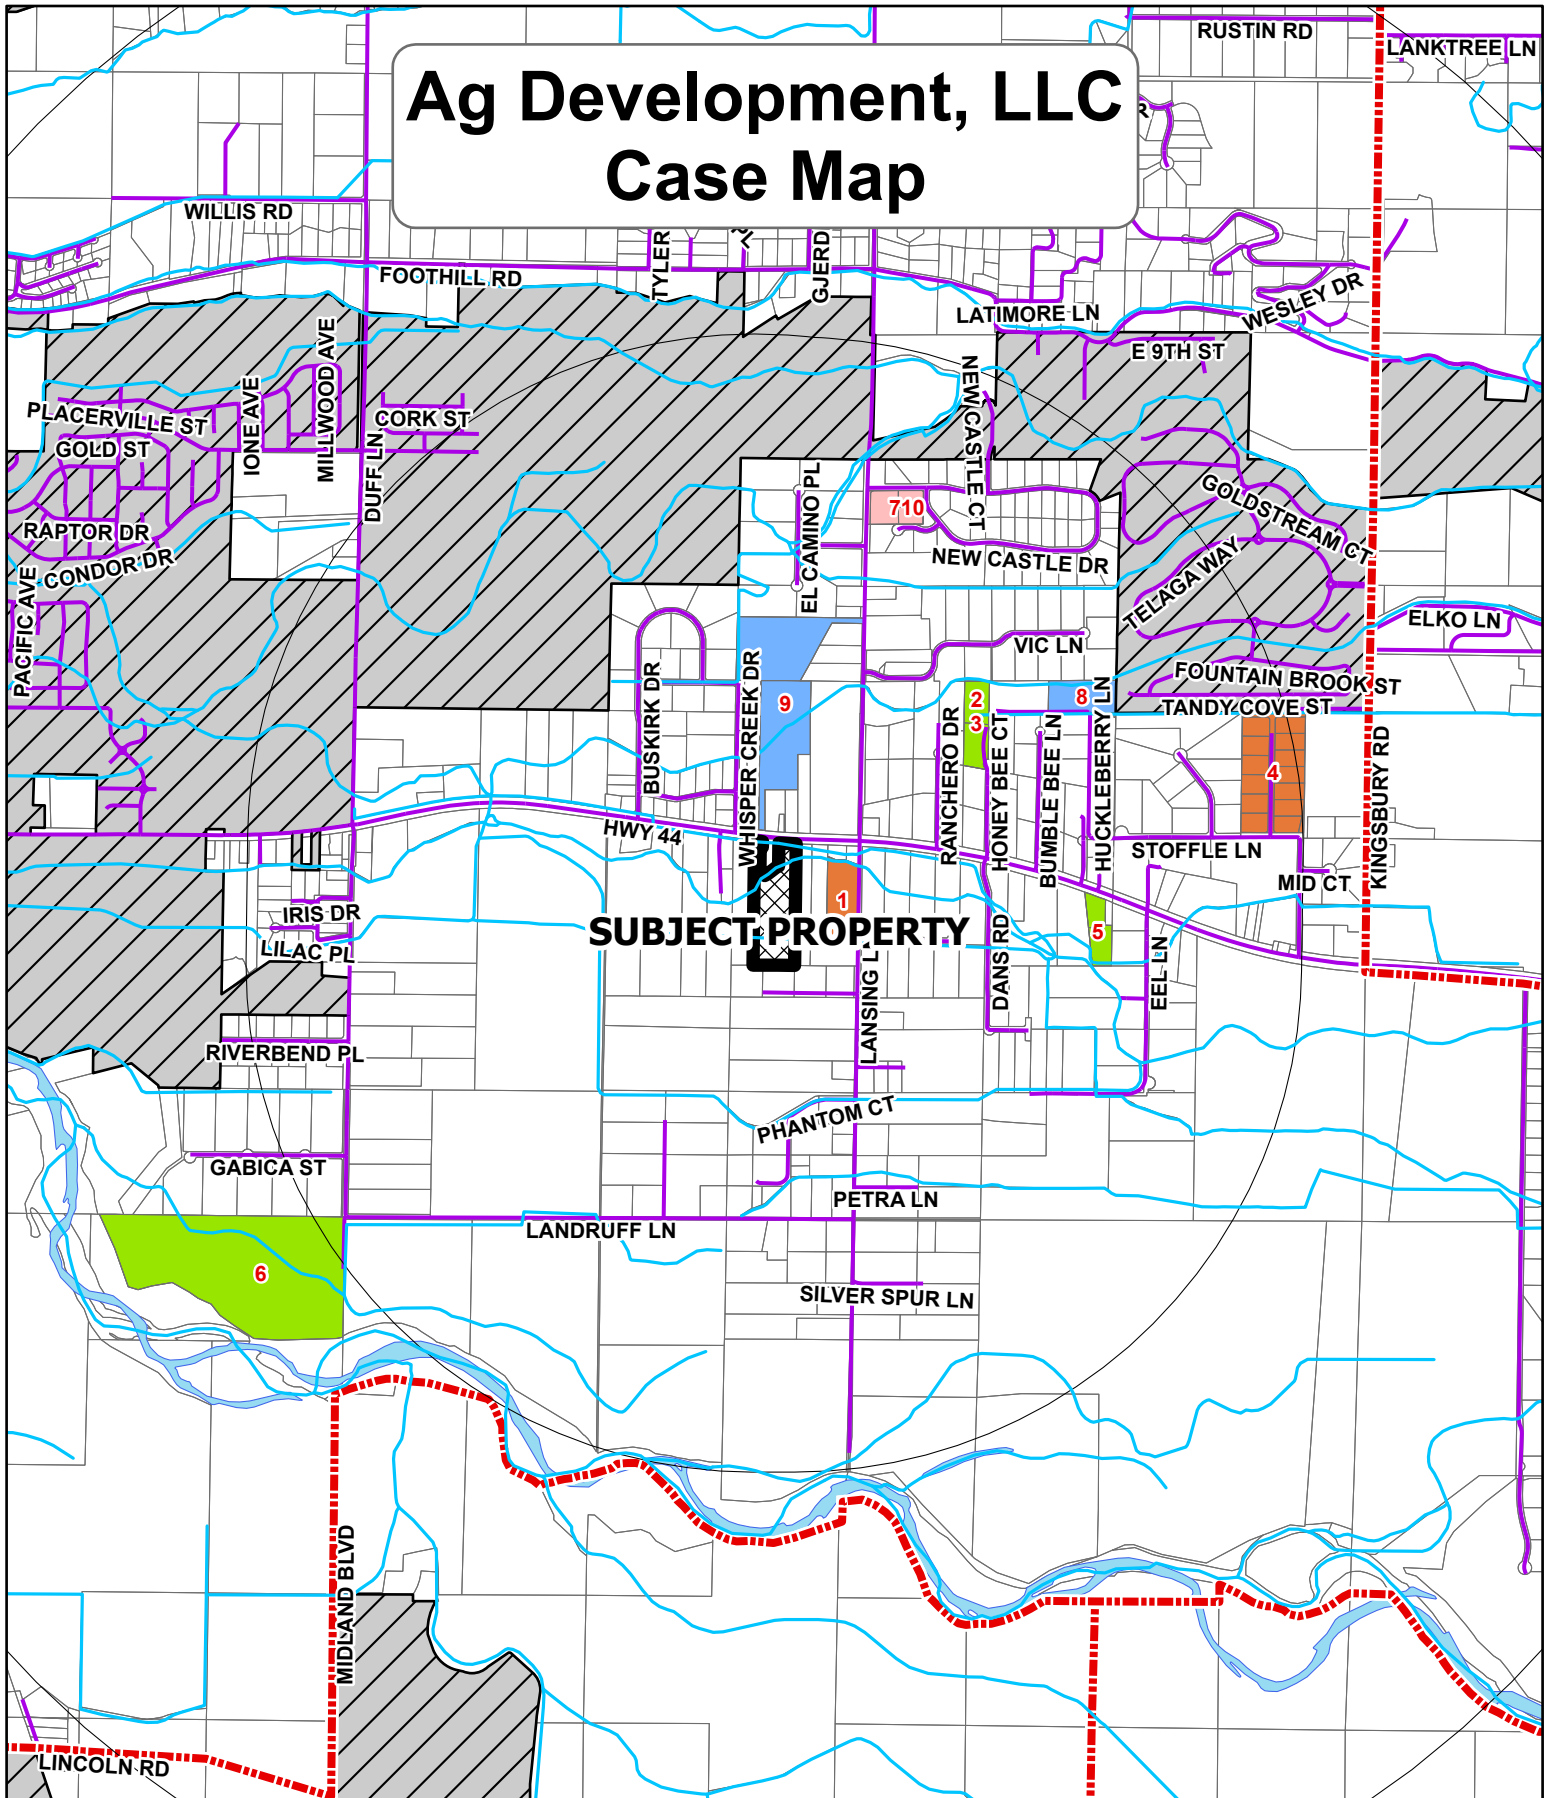 RUSTIN RD
LANKTREE LN
Ag Development, LLC
Case Map
R
WILLIS RD
FOOTHILL RD
TYLER
GJERD
LATIMORE LN
WESLEY DR
E 9TH ST
PLACERVILLE ST
GOLD ST
IONE AVE
MILLWOOD AVE
CORK ST
DUFF LN
NEW CASTLE CT
EL CAMINO PL
710
NEW CASTLE DR
GOLDSTREAM CT
TELAGA WAY
RAPTOR DR
CONDOR DR
PACIFIC AVE
ELKO LN
VIC LN
FOUNTAIN BROOK ST
TANDY COVE ST
BUSKIRK DR
WHISPER CREEK DR
9
2
3
8
RANCHERO DR
HONEY BEE CT
BUMBLE BEE LN
HUCKLEBERRY LN
4
KINGSBURY RD
HWY 44
STOFFLE LN
MID CT
IRIS DR
LILAC PL
1
SUBJECT PROPERTY
5
DANS RD
EEL LN
LANSING LN
RIVERBEND PL
PHANTOM CT
GABICA ST
PETRA LN
LANDRUFF LN
6
SILVER SPUR LN
MIDLAND BLVD
LINCOLN RD